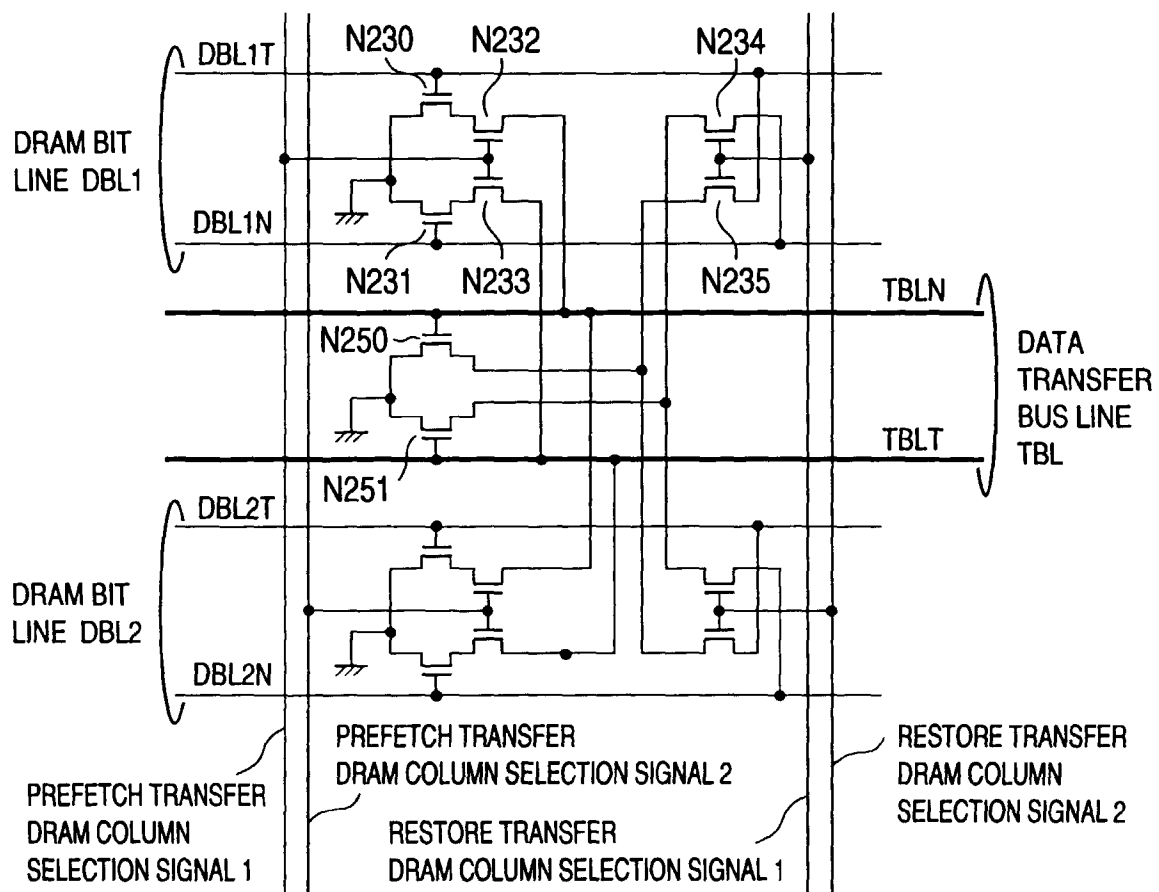 N230
N232
N234
DBL1T
DRAM BIT
LINE DBL1
DBL1N
N231
N233
N235
TBLN
N250
DATA
TRANSFER
BUS LINE
TBL
TBLT
N251
DBL2T
DRAM BIT
LINE DBL2
DBL2N
PREFETCH TRANSFER
DRAM COLUMN SELECTION SIGNAL 2
RESTORE TRANSFER
DRAM COLUMN
SELECTION SIGNAL 2
PREFETCH TRANSFER
DRAM COLUMN
SELECTION SIGNAL 1
RESTORE TRANSFER
DRAM COLUMN SELECTION SIGNAL 1